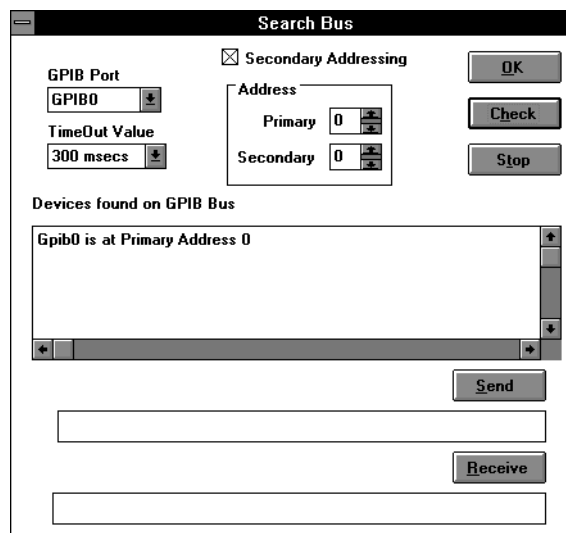 Search Bus
Secondary Addressing
OK
GPIB Port
GPIB0
Address
Primary 0
Check
TimeOut Value
300 msecs
Secondary 0
Stop
Devices found on GPIB Bus
Gpib0 is at Primary Address 0
Send
Receive